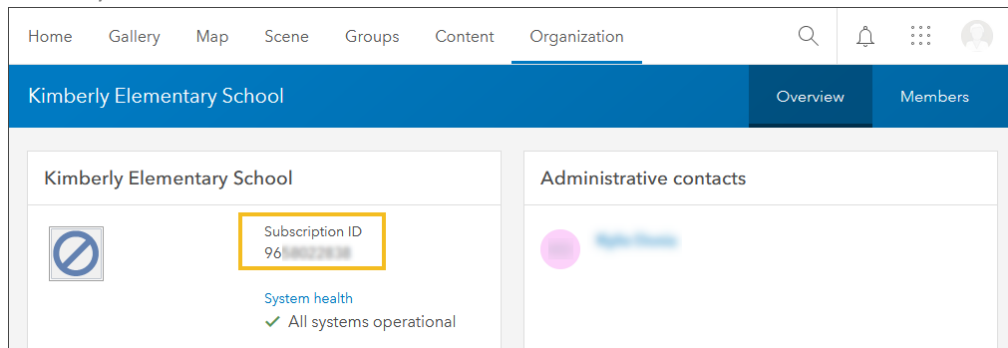 Home Gallery Map Scene Groups Content Organization
Kimberly Elementary School Overview Members
Kimberly Elementary School
Subscription ID
96
System health
All systems operational
Administrative contacts